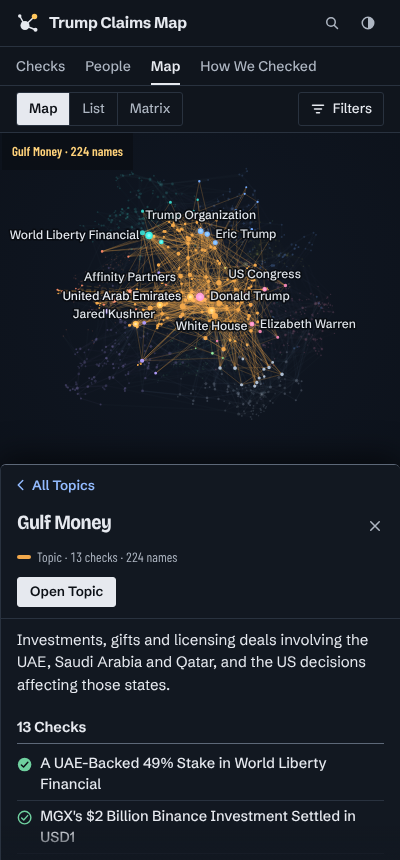 Trump Claims Map
Checks People Map How We Checked
Map List Matrix Filters
Gulf Money · 224 names
Trump Organization
World Liberty Financial Eric Trump
Affinity Partners US Congress
United Arab Emirates Donald Trump
Jared Kushner
White House Elizabeth Warren
All Topics
Gulf Money
Topic · 13 checks · 224 names
Open Topic
Investments, gifts and licensing deals involving the
UAE, Saudi Arabia and Qatar, and the US decisions
affecting those states.
13 Checks
A UAE-Backed 49% Stake in World Liberty
Financial
MGX's $2 Billion Binance Investment Settled in
USD1